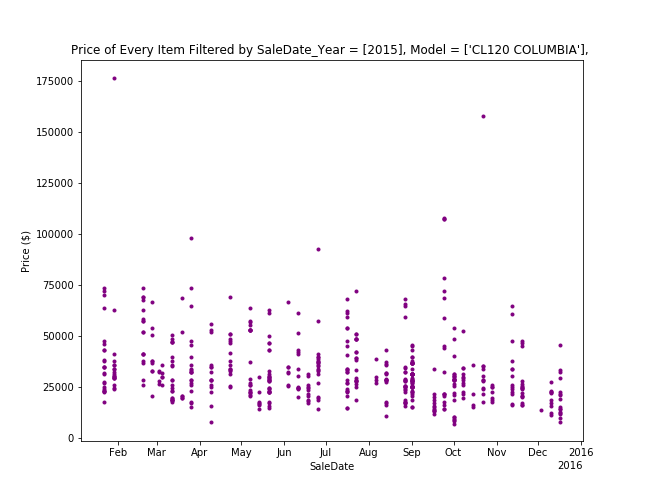 Price of Every Item Filtered by SaleDate_Year = [2015], Model = ['CL120 COLUMBIA'],
175000
150000
125000
100000
75000
50000
25000
0
Price ($)
Feb Mar Apr May Jun Jul Aug Sep Oct Nov Dec 2016
SaleDate
2016